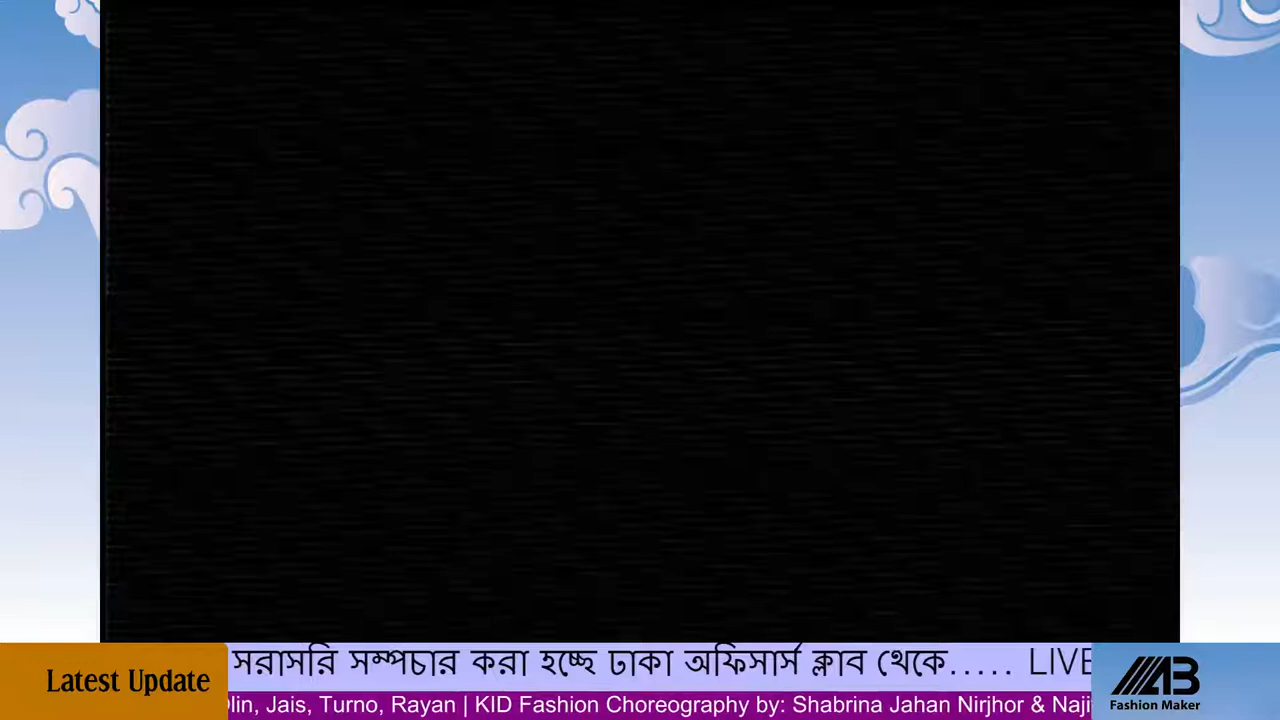 সরাসরি সম্পচার করা হচ্ছে ঢাকা অফিসার্স ক্লাব থেকে..... LIVE
Latest Update
Jais, Turno, Rayan | KID Fashion Choreography by: Shabrina Jahan Nirjhor &
AB
Fashion Maker